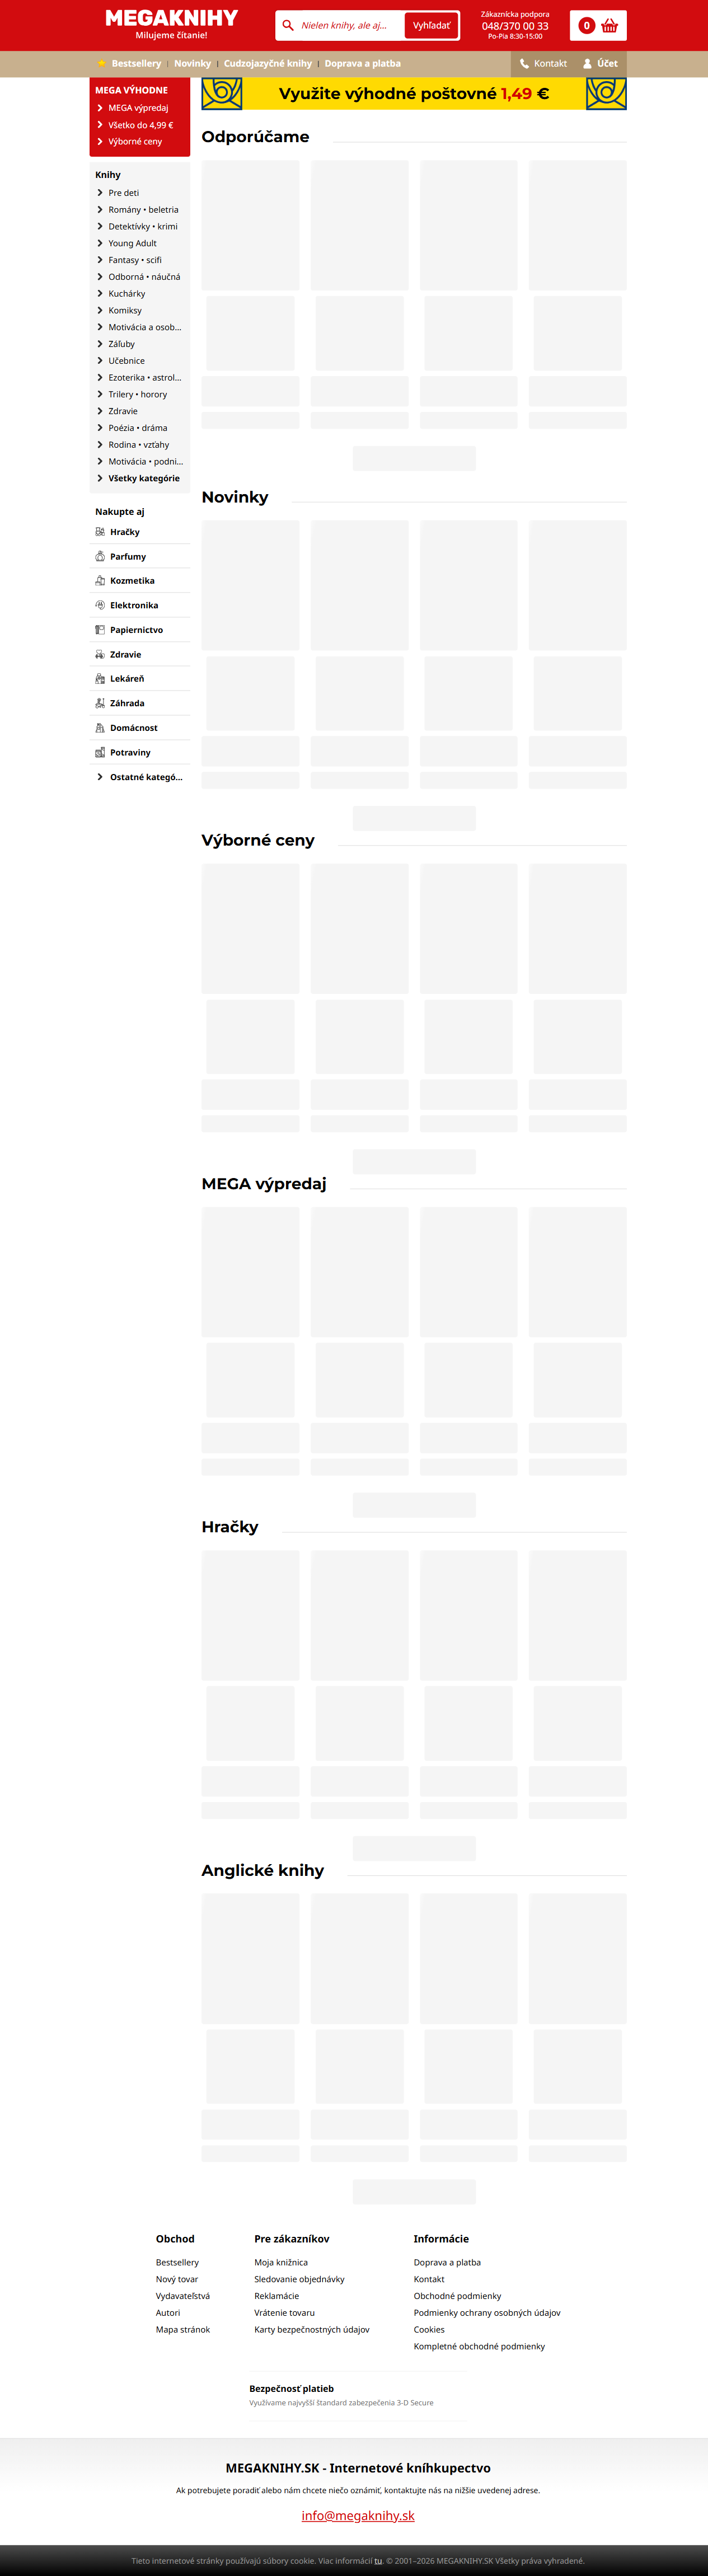 MEGAKNIHY
Milujeme čítanie!
Nielen knihy, ale aj...
Vyhľadať
Zákaznícka podpora
048/370 00 33
Po-Pia 8:30-15:00
0
Bestsellery
Novinky
Cudzojazyčné knihy
Doprava a platba
Kontakt
Účet
MEGA VÝHODNE
MEGA výpredaj
Všetko do 4,99 €
Výborné ceny
Knihy
Pre deti
Romány • beletria
Detektívky • krimi
Young Adult
Fantasy • scifi
Odborná • náučná
Kuchárky
Komiksy
Motivácia a osob...
Záľuby
Učebnice
Ezoterika • astrol...
Trilery • horory
Zdravie
Poézia • dráma
Rodina • vzťahy
Motivácia • podni...
Všetky kategórie
Nakupte aj
Hračky
Parfumy
Kozmetika
Elektronika
Papiernictvo
Zdravie
Lekáreň
Záhrada
Domácnost
Potraviny
Ostatné kategó...
Využite výhodné poštovné 1,49 €
Odporúčame
Novinky
Výborné ceny
MEGA výpredaj
Hračky
Anglické knihy
Obchod
Bestsellery
Nový tovar
Vydavateľstvá
Autori
Mapa stránok
Pre zákazníkov
Moja knižnica
Sledovanie objednávky
Reklamácie
Vrátenie tovaru
Karty bezpečnostných údajov
Informácie
Doprava a platba
Kontakt
Obchodné podmienky
Podmienky ochrany osobných údajov
Cookies
Kompletné obchodné podmienky
Bezpečnosť platieb
Využívame najvyšší štandard zabezpečenia 3-D Secure
MEGAKNIHY.SK - Internetové kníhkupectvo
Ak potrebujete poradiť alebo nám chcete niečo oznámiť, kontaktujte nás na nižšie uvedenej adrese.
info@megaknihy.sk
Tieto internetové stránky používajú súbory cookie. Viac informácií tu. © 2001–2026 MEGAKNIHY.SK Všetky práva vyhradené.